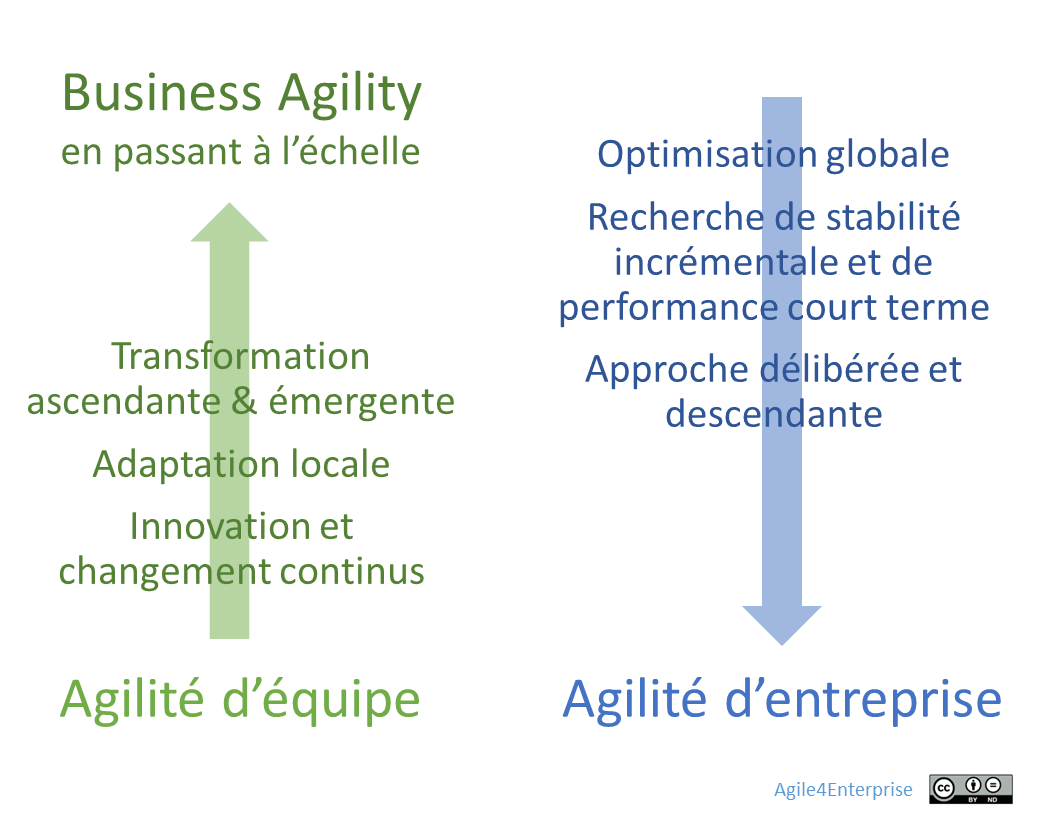 Business Agility
en passant à l’échelle
Transformation
ascendante & émergente
Adaptation locale
Innovation et
changement continus
Agilité d’équipe
Optimisation globale
Recherche de stabilité
incrémentale et de
performance court terme
Approche délibérée et
descendante
Agilité d’entreprise
Agile4Enterprise
cc
BY ND